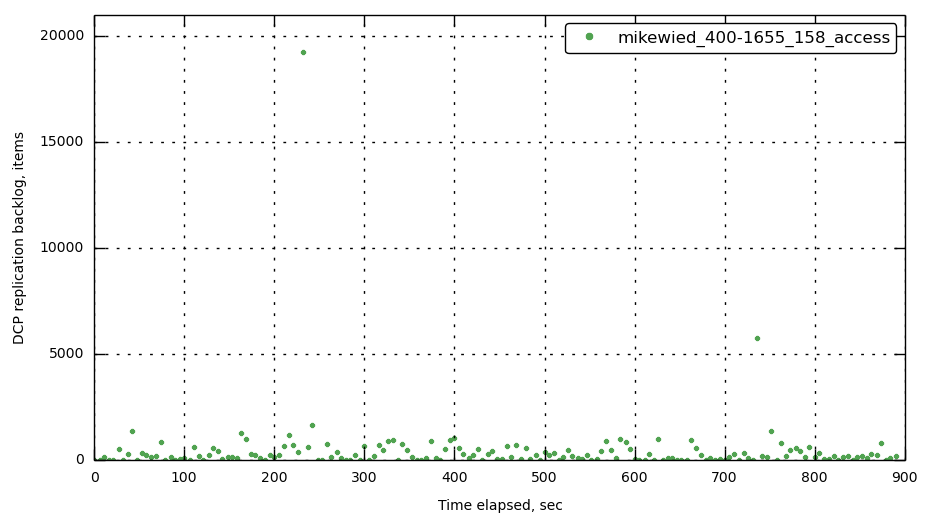 mikewied_400-1655_158_access
20000
15000
10000
5000
0
DCP replication backlog, items
0 100 200 300 400 500 600 700 800 900
Time elapsed, sec